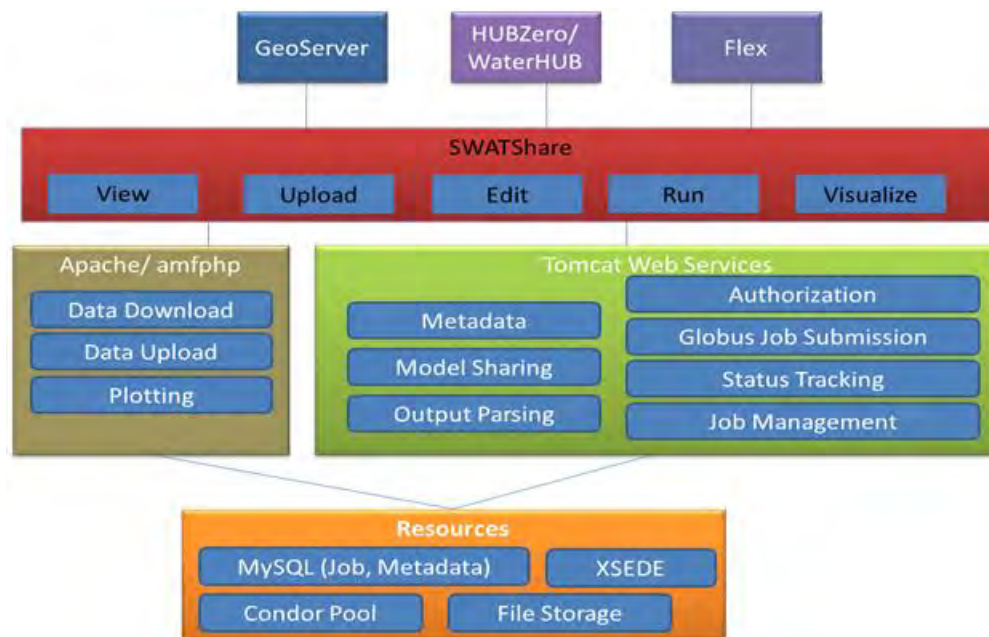 GeoServer
HUBZero/
WaterHUB
Flex
SWATShare
View
Upload
Edit
Run
Visualize
Apache/ amfphp
Data Download
Data Upload
Plotting
Tomcat Web Services
Metadata
Model Sharing
Output Parsing
Authorization
Globus Job Submission
Status Tracking
Job Management
Resources
MySQL (Job, Metadata)
XSEDE
Condor Pool
File Storage